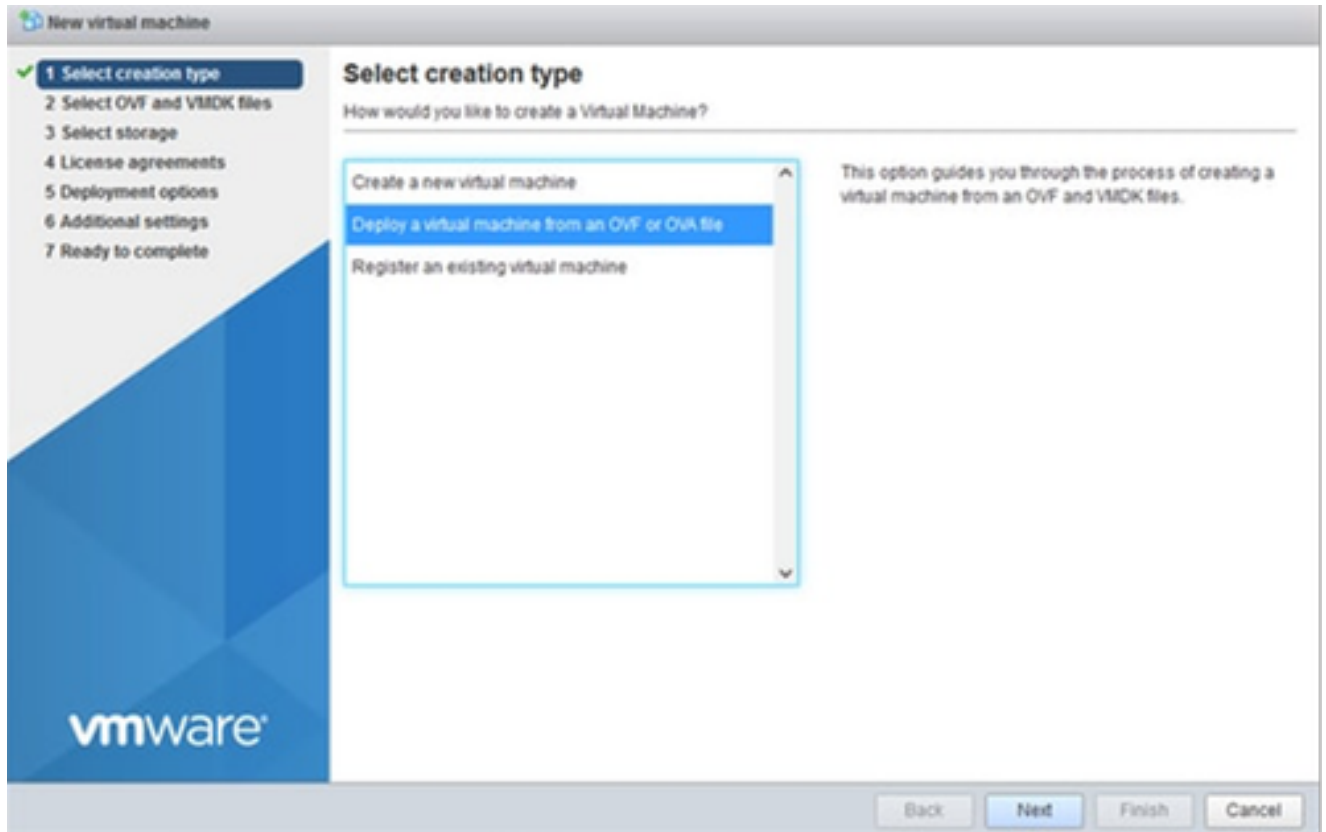 New virtual machine
1 Select creation type
2 Select OVF and VMDK files
3 Select storage
4 License agreements
5 Deployment options
6 Additional settings
7 Ready to complete
Select creation type
How would you like to create a Virtual Machine?
Create a new virtual machine
Deploy a virtual machine from an OVF or OVA file
Register an existing virtual machine
This option guides you through the process of creating a
virtual machine from an OVF and VMDK files.
vmware
Back Next Finish Cancel